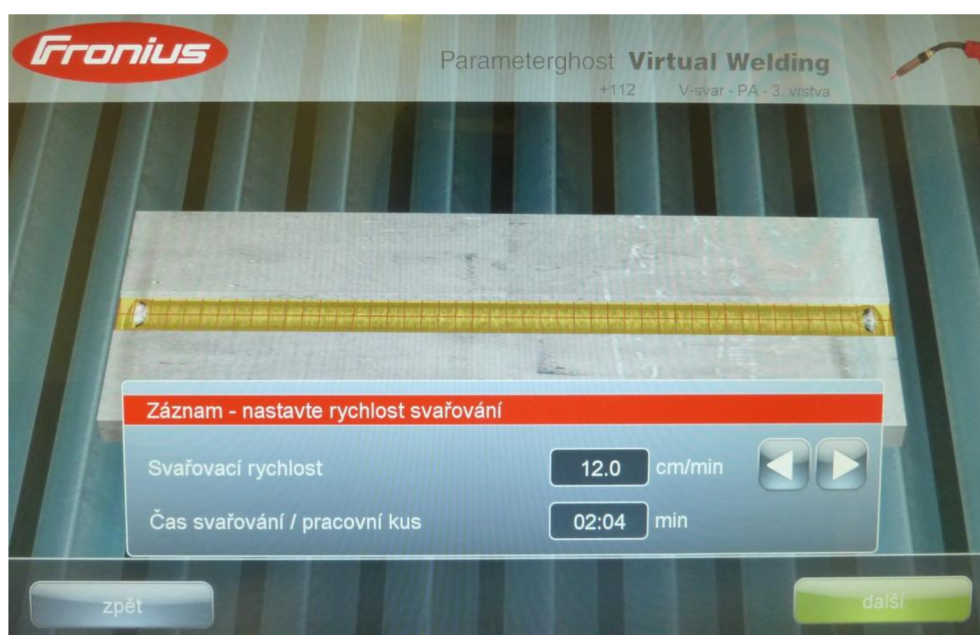 Fronius
Parameterghost Virtual Welding
+112 V-svar - PA - 3. vrstva
Záznam - nastavte rychlost svařování
Svařovací rychlost 12.0 cm/min
Čas svařování / pracovní kus 02:04 min
zpět další